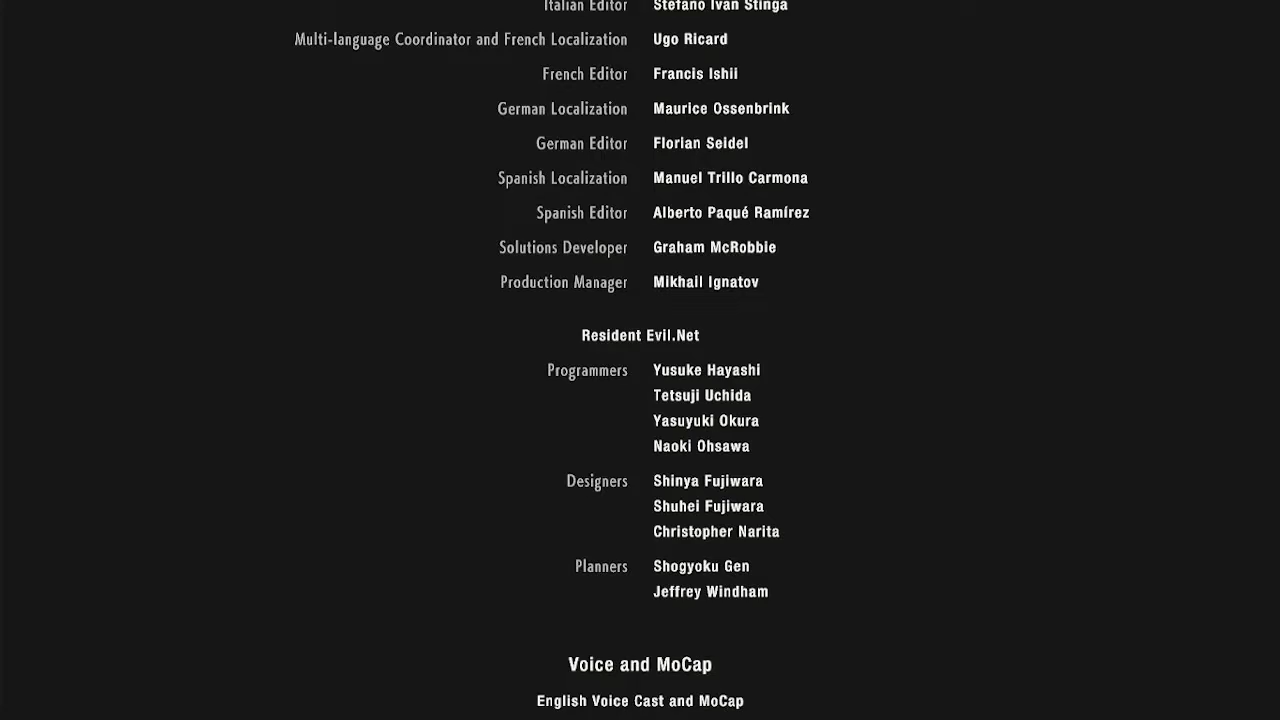 Italian Editor Stefano Ivan Stinga
Multi-language Coordinator and French Localization Ugo Ricard
French Editor Francis Ishii
German Localization Maurice Ossenbrink
German Editor Florian Seidel
Spanish Localization Manuel Trillo Carmona
Spanish Editor Alberto Paqué Ramírez
Solutions Developer Graham McRobbie
Production Manager Mikhail Ignatov
Resident Evil.Net
Programmers Yusuke Hayashi
Tetsuji Uchida
Yasuyuki Okura
Naoki Ohsawa
Designers Shinya Fujiwara
Shuhei Fujiwara
Christopher Narita
Planners Shogyoku Gen
Jeffrey Windham
Voice and MoCap
English Voice Cast and MoCap